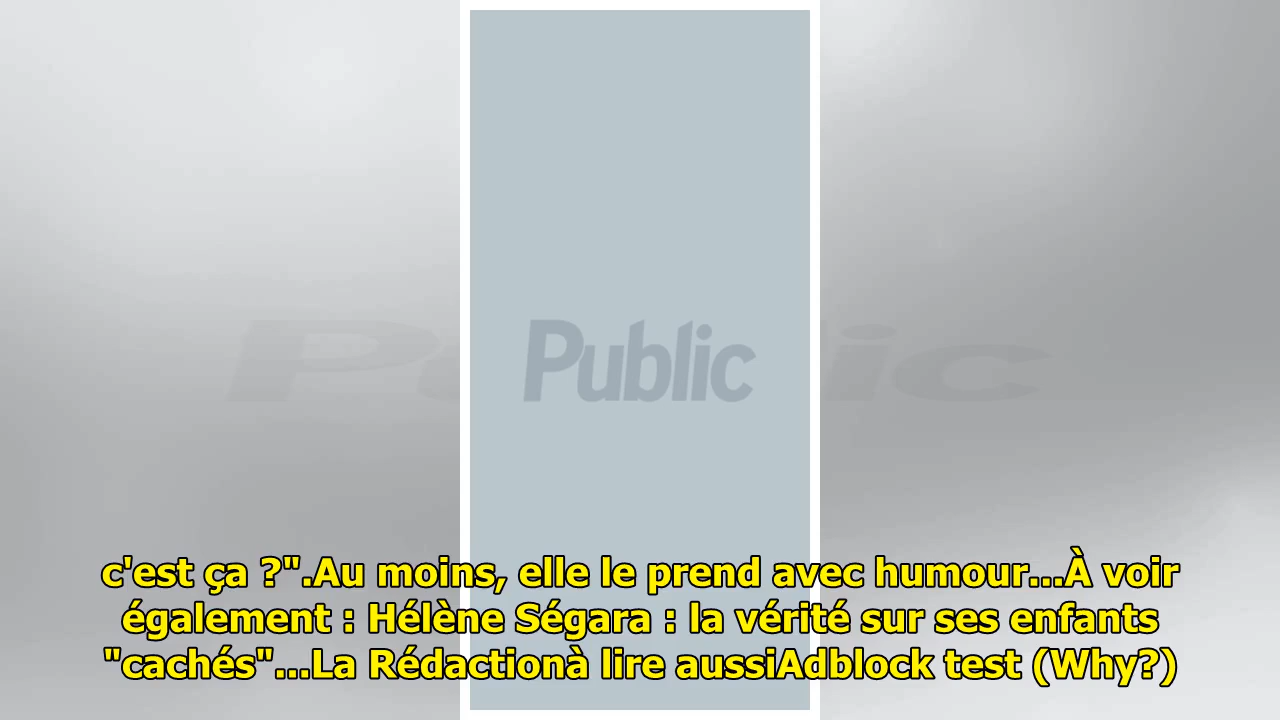 Public
c'est ça ?".Au moins, elle le prend avec humour...À voir
également : Hélène Ségara : la vérité sur ses enfants
"cachés"...La Rédactionà lire aussiAdblock test (Why?)